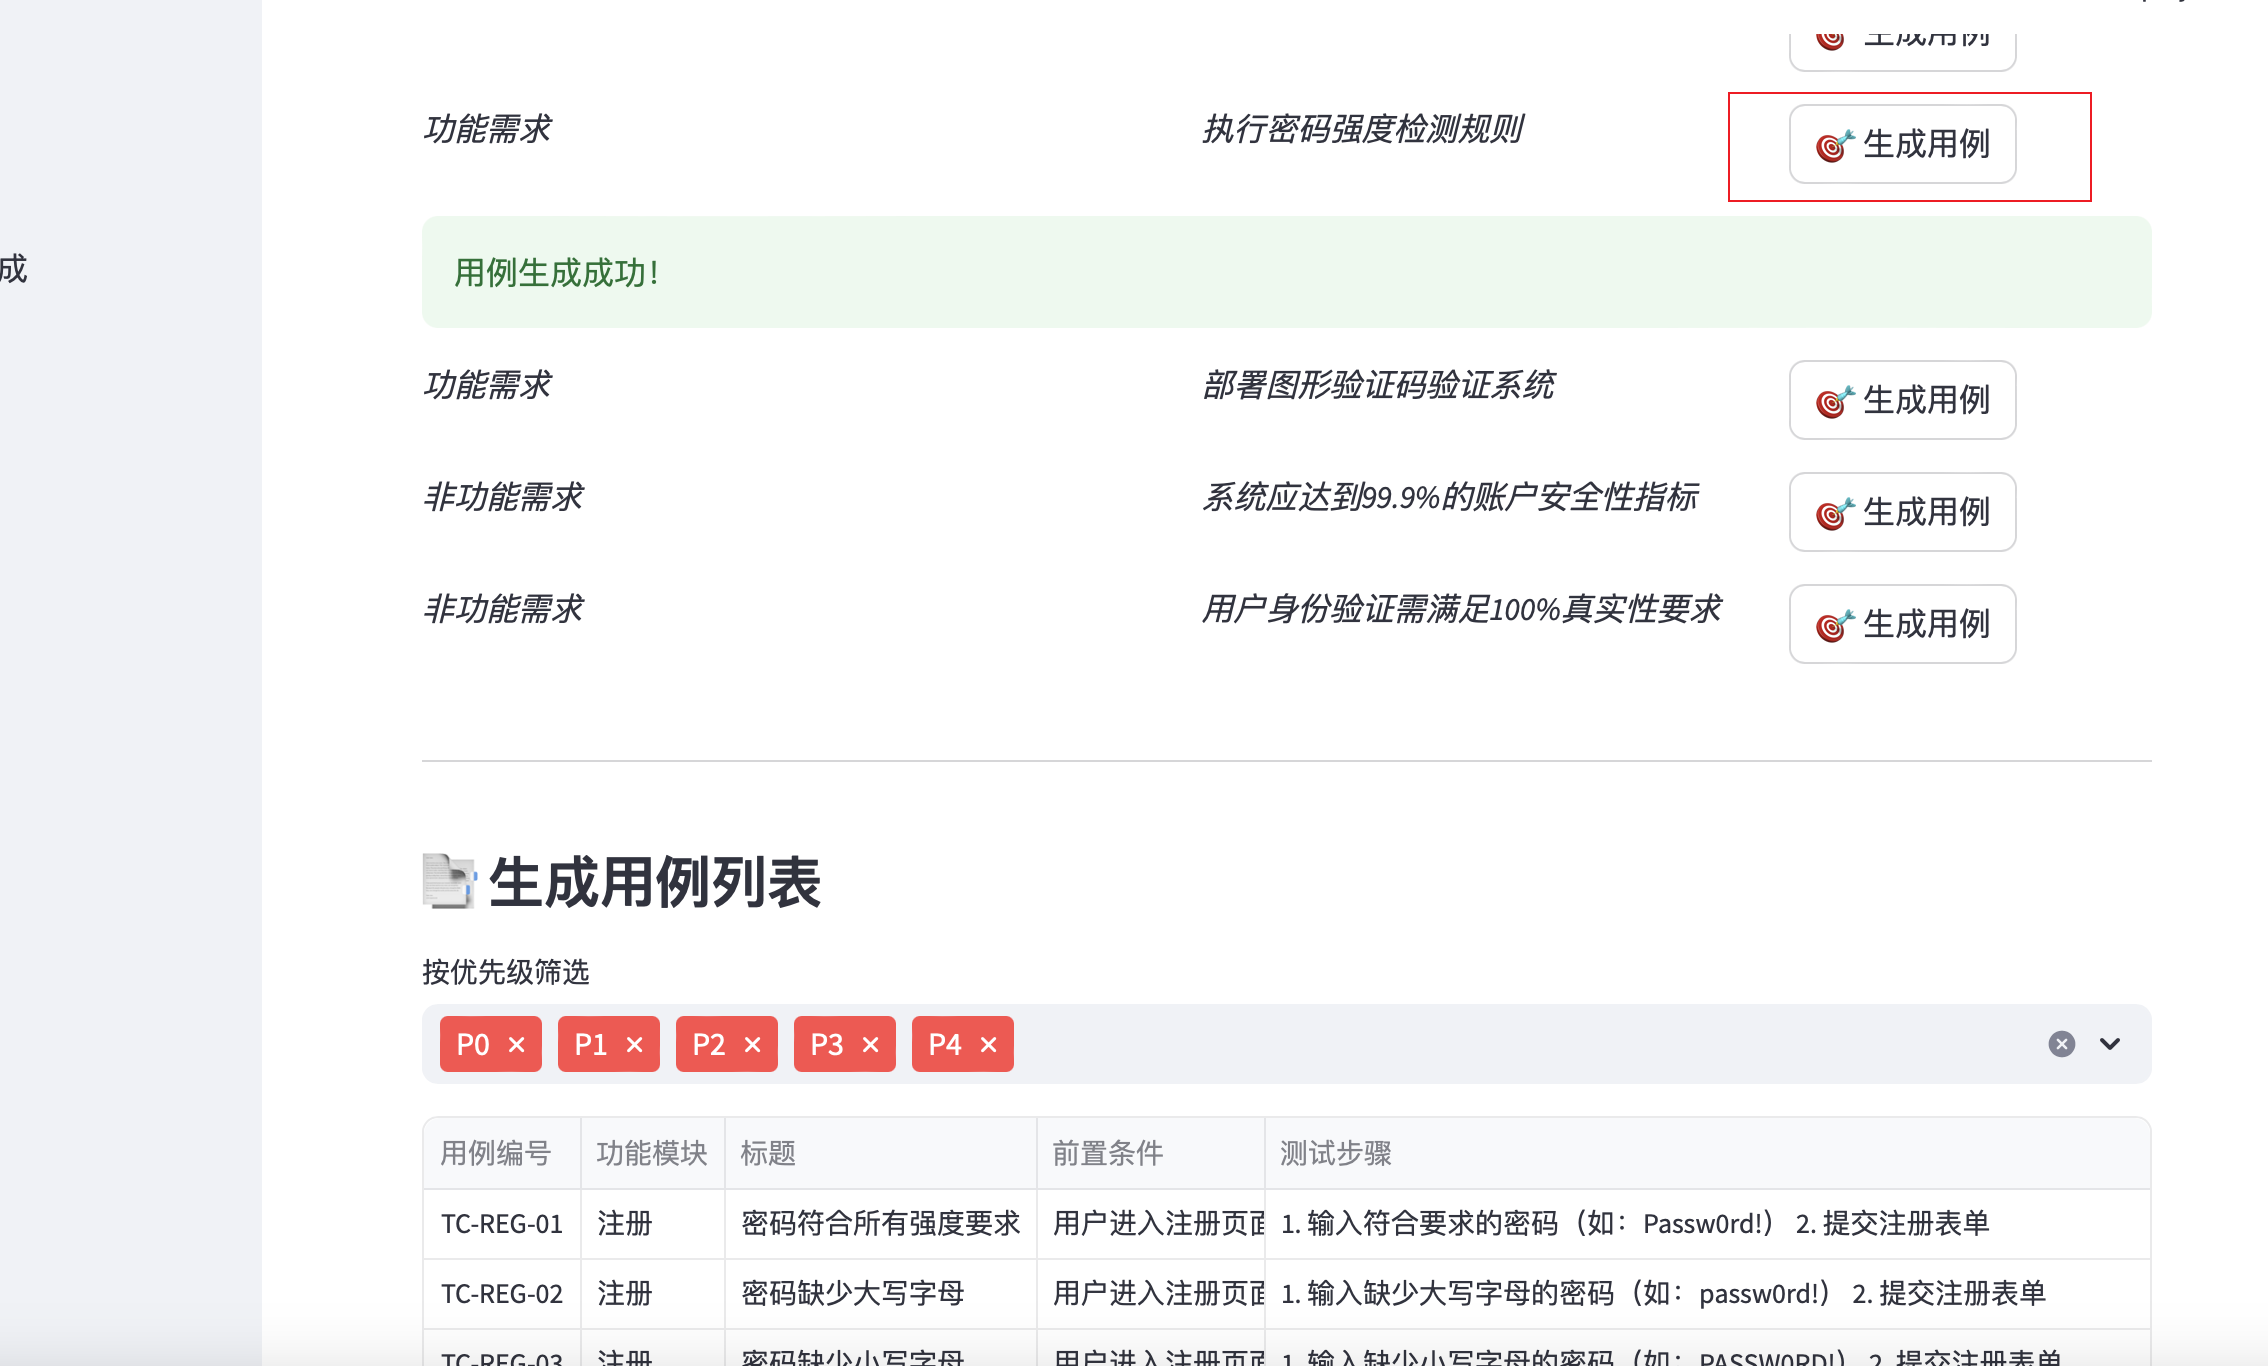 生成用例
功能需求 执行密码强度检测规则 生成用例
成
用例生成成功！
功能需求 部署图形验证码验证系统 生成用例
非功能需求 系统应达到99.9%的账户安全性指标 生成用例
非功能需求 用户身份验证需满足100%真实性要求 生成用例
生成用例列表
按优先级筛选
P0 P1 P2 P3 P4
用例编号 功能模块 标题 前置条件 测试步骤
TC-REG-01 注册 密码符合所有强度要求 用户进入注册页面 1. 输入符合要求的密码（如：Passw0rd!） 2. 提交注册表单
TC-REG-02 注册 密码缺少大写字母 用户进入注册页面 1. 输入缺少大写字母的密码（如：passw0rd!） 2. 提交注册表单
TC-REG-03 注册 密码缺少小写字母 用户进入注册页面 1. 输入缺少小写字母的密码（如：PASSW0RD!） 2. 提交注册表单